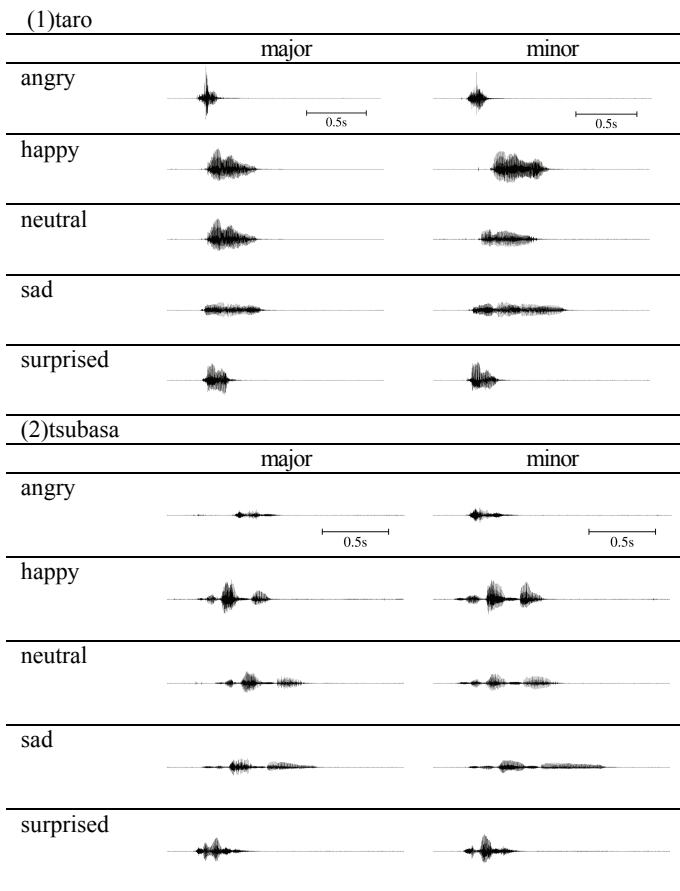 (1)taro
major minor
angry
0.5s 0.5s
happy
neutral
sad
surprised
(2)tsubasa
major minor
angry
0.5s 0.5s
happy
neutral
sad
surprised